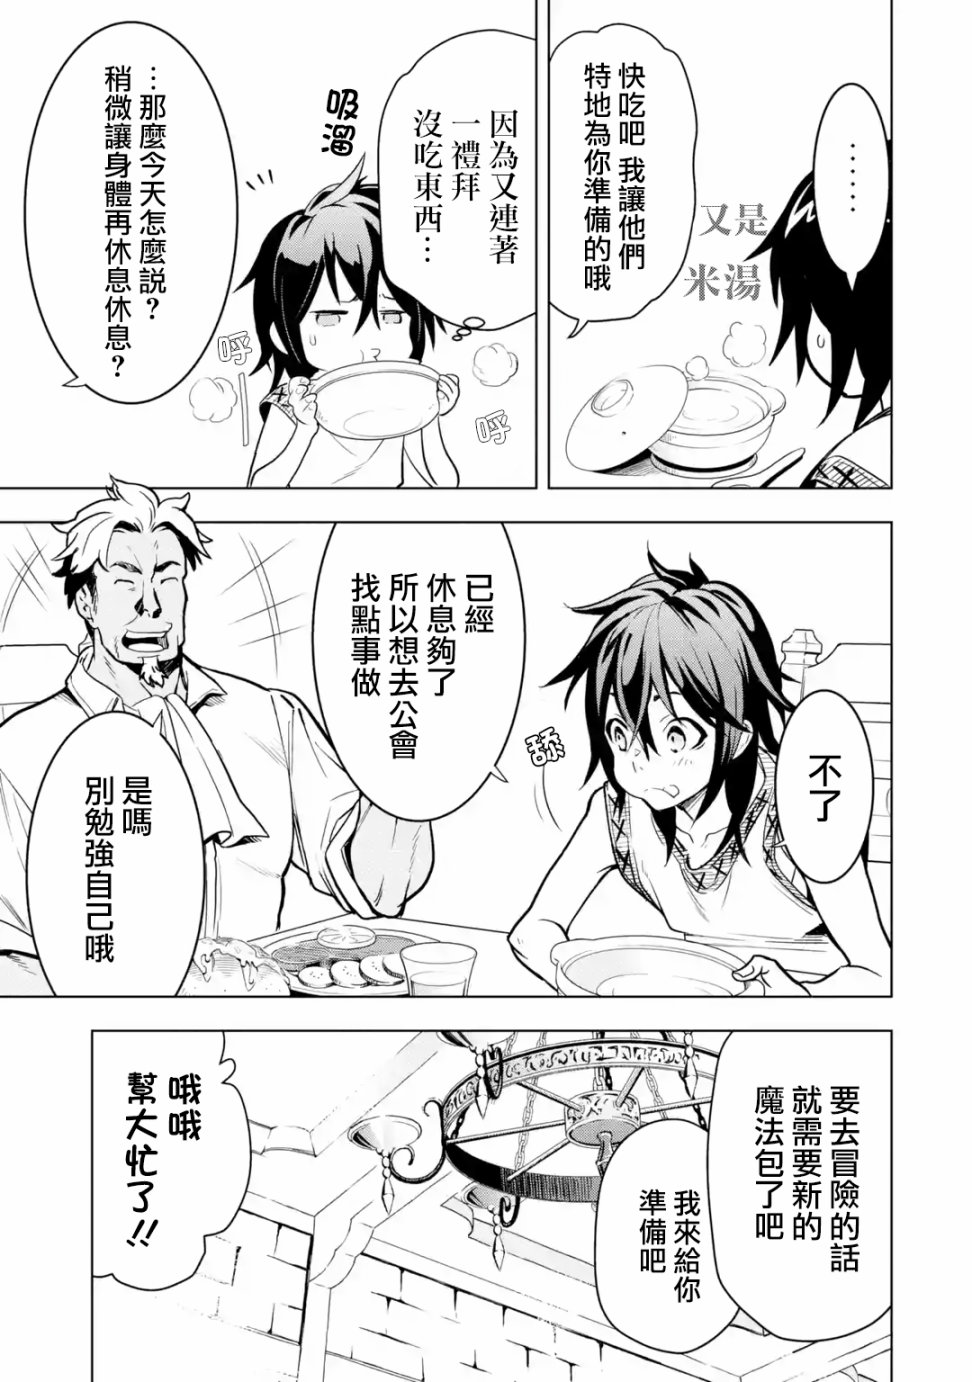 ………
又是
米湯
快吃吧 我讓他們
特地為你準備的哦
因為又連著
一禮拜
沒吃東西…
吸溜
呼
呼
…那麼今天怎麼説？
稍微讓身體再休息休息？
不了
舔
已經
休息夠了
所以想去公會
找點事做
是嗎
別勉強自己哦
要去冒險的話
就需要新的
魔法包了吧
我來給你
準備吧
哦哦
幫大忙了!!